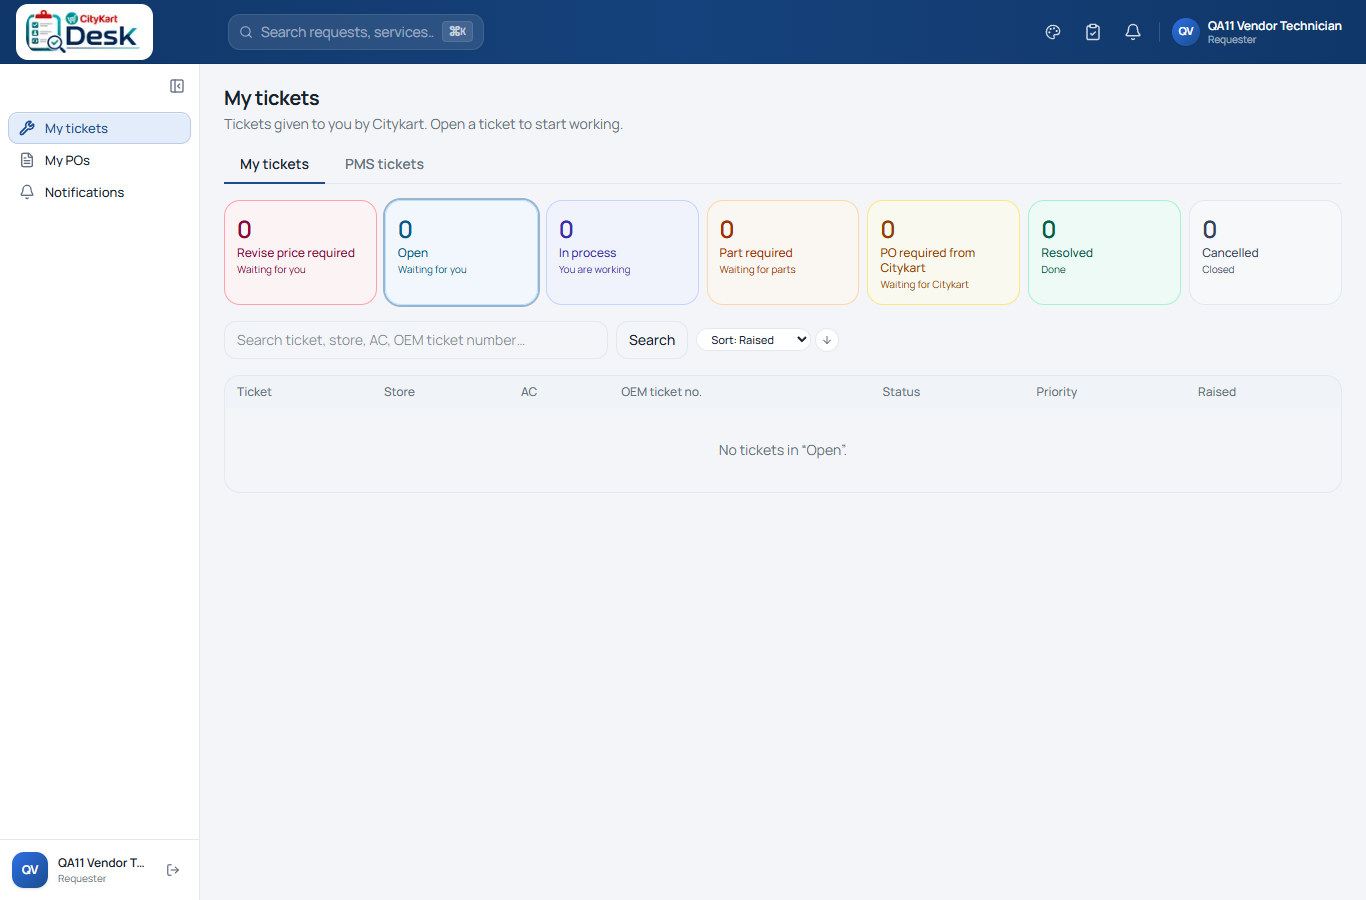 CityKart
Desk
Search requests, services..
⌘K
QA11 Vendor Technician
Requester
QV
My tickets
My POs
Notifications
My tickets
Tickets given to you by Citykart. Open a ticket to start working.
My tickets
PMS tickets
0
Revise price required
Waiting for you
0
Open
Waiting for you
0
In process
You are working
0
Part required
Waiting for parts
0
PO required from
Citykart
Waiting for Citykart
0
Resolved
Done
0
Cancelled
Closed
Search ticket, store, AC, OEM ticket number...
Search
Sort: Raised
Ticket
Store
AC
OEM ticket no.
Status
Priority
Raised
No tickets in “Open”.
QV
QA11 Vendor T...
Requester